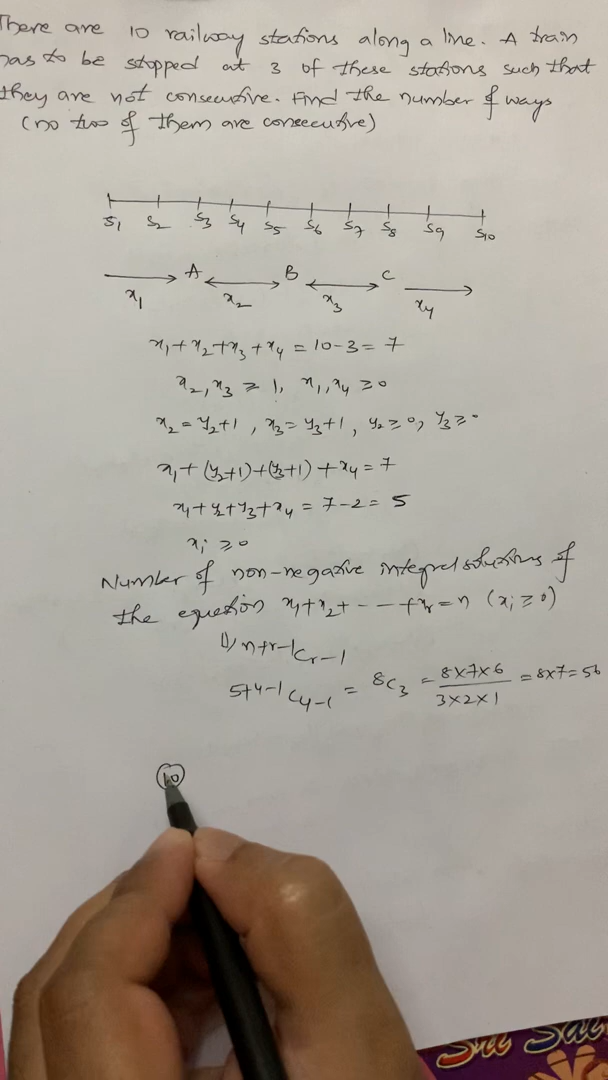 There are 10 railway stations along a line. A train
has to be stopped at 3 of these stations such that
they are not consecutive. Find the number of ways
(no two of them are consecutive)
S1 S2 S3 S4 S5 S6 S7 S8 S9 S10
A B C
x1 x2 x3 x4
x1+x2+x3+x4 = 10-3 = 7
x2, x3 ≥ 1, x1, x4 ≥ 0
x2 = y2+1, x3 = y3+1, y2 ≥ 0, y3 ≥ 0
x1+(y2+1)+(y3+1)+x4 = 7
x1+y2+y3+x4 = 7-2 = 5
xi ≥ 0
Number of non-negative integral solutions of
the equation x1+x2+--+xr = n (xi ≥ 0)
is n+r-1Cr-1
5+4-1C4-1 = 8C3 = 8×7×6/3×2×1 = 8×7 = 56
10
Sri Sai